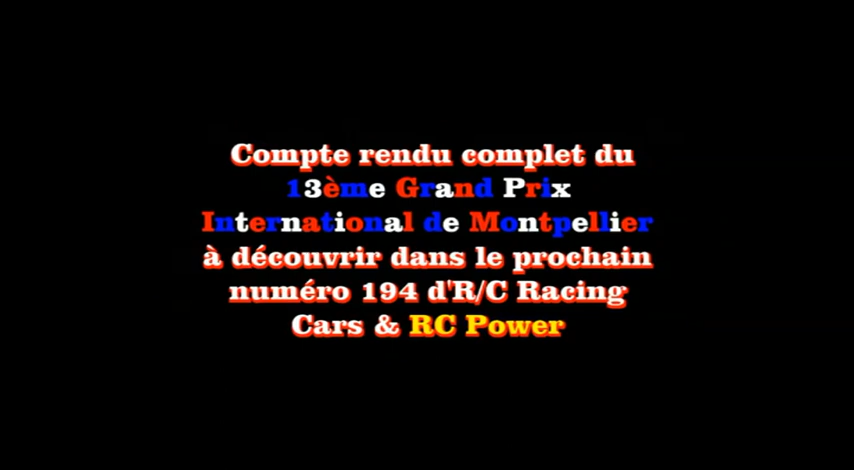 Compte rendu complet du
13ème Grand Prix
International de Montpellier
à découvrir dans le prochain
numéro 194 d'R/C Racing
Cars & RC Power